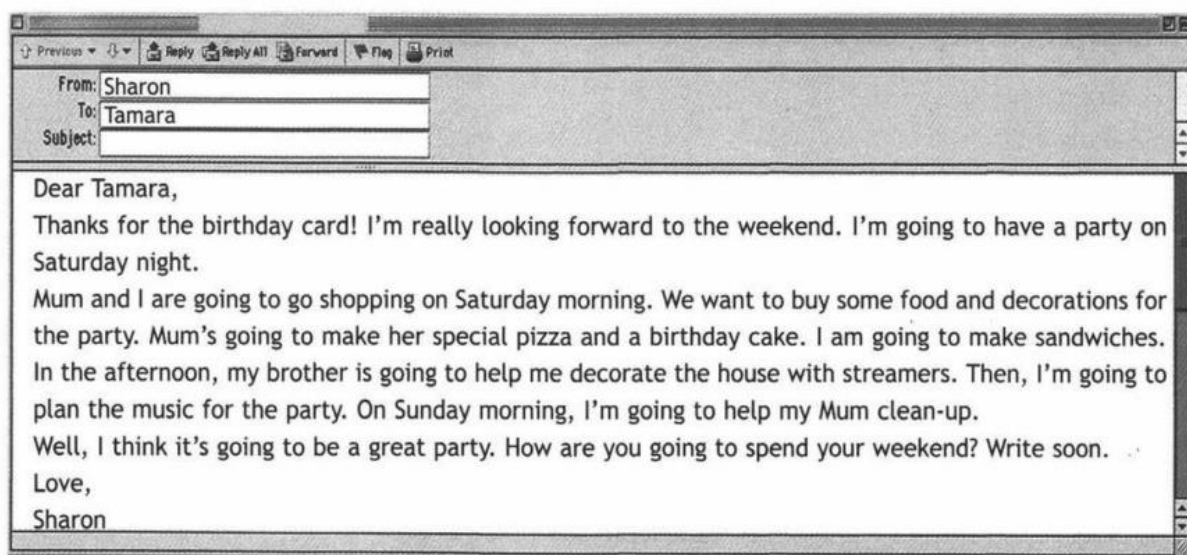 Previous Reply Reply All Forward Flag Print
From: Sharon
To: Tamara
Subject:
Dear Tamara,
Thanks for the birthday card! I'm really looking forward to the weekend. I'm going to have a party on
Saturday night.
Mum and I are going to go shopping on Saturday morning. We want to buy some food and decorations for
the party. Mum's going to make her special pizza and a birthday cake. I am going to make sandwiches.
In the afternoon, my brother is going to help me decorate the house with streamers. Then, I'm going to
plan the music for the party. On Sunday morning, I'm going to help my Mum clean-up.
Well, I think it's going to be a great party. How are you going to spend your weekend? Write soon.
Love,
Sharon